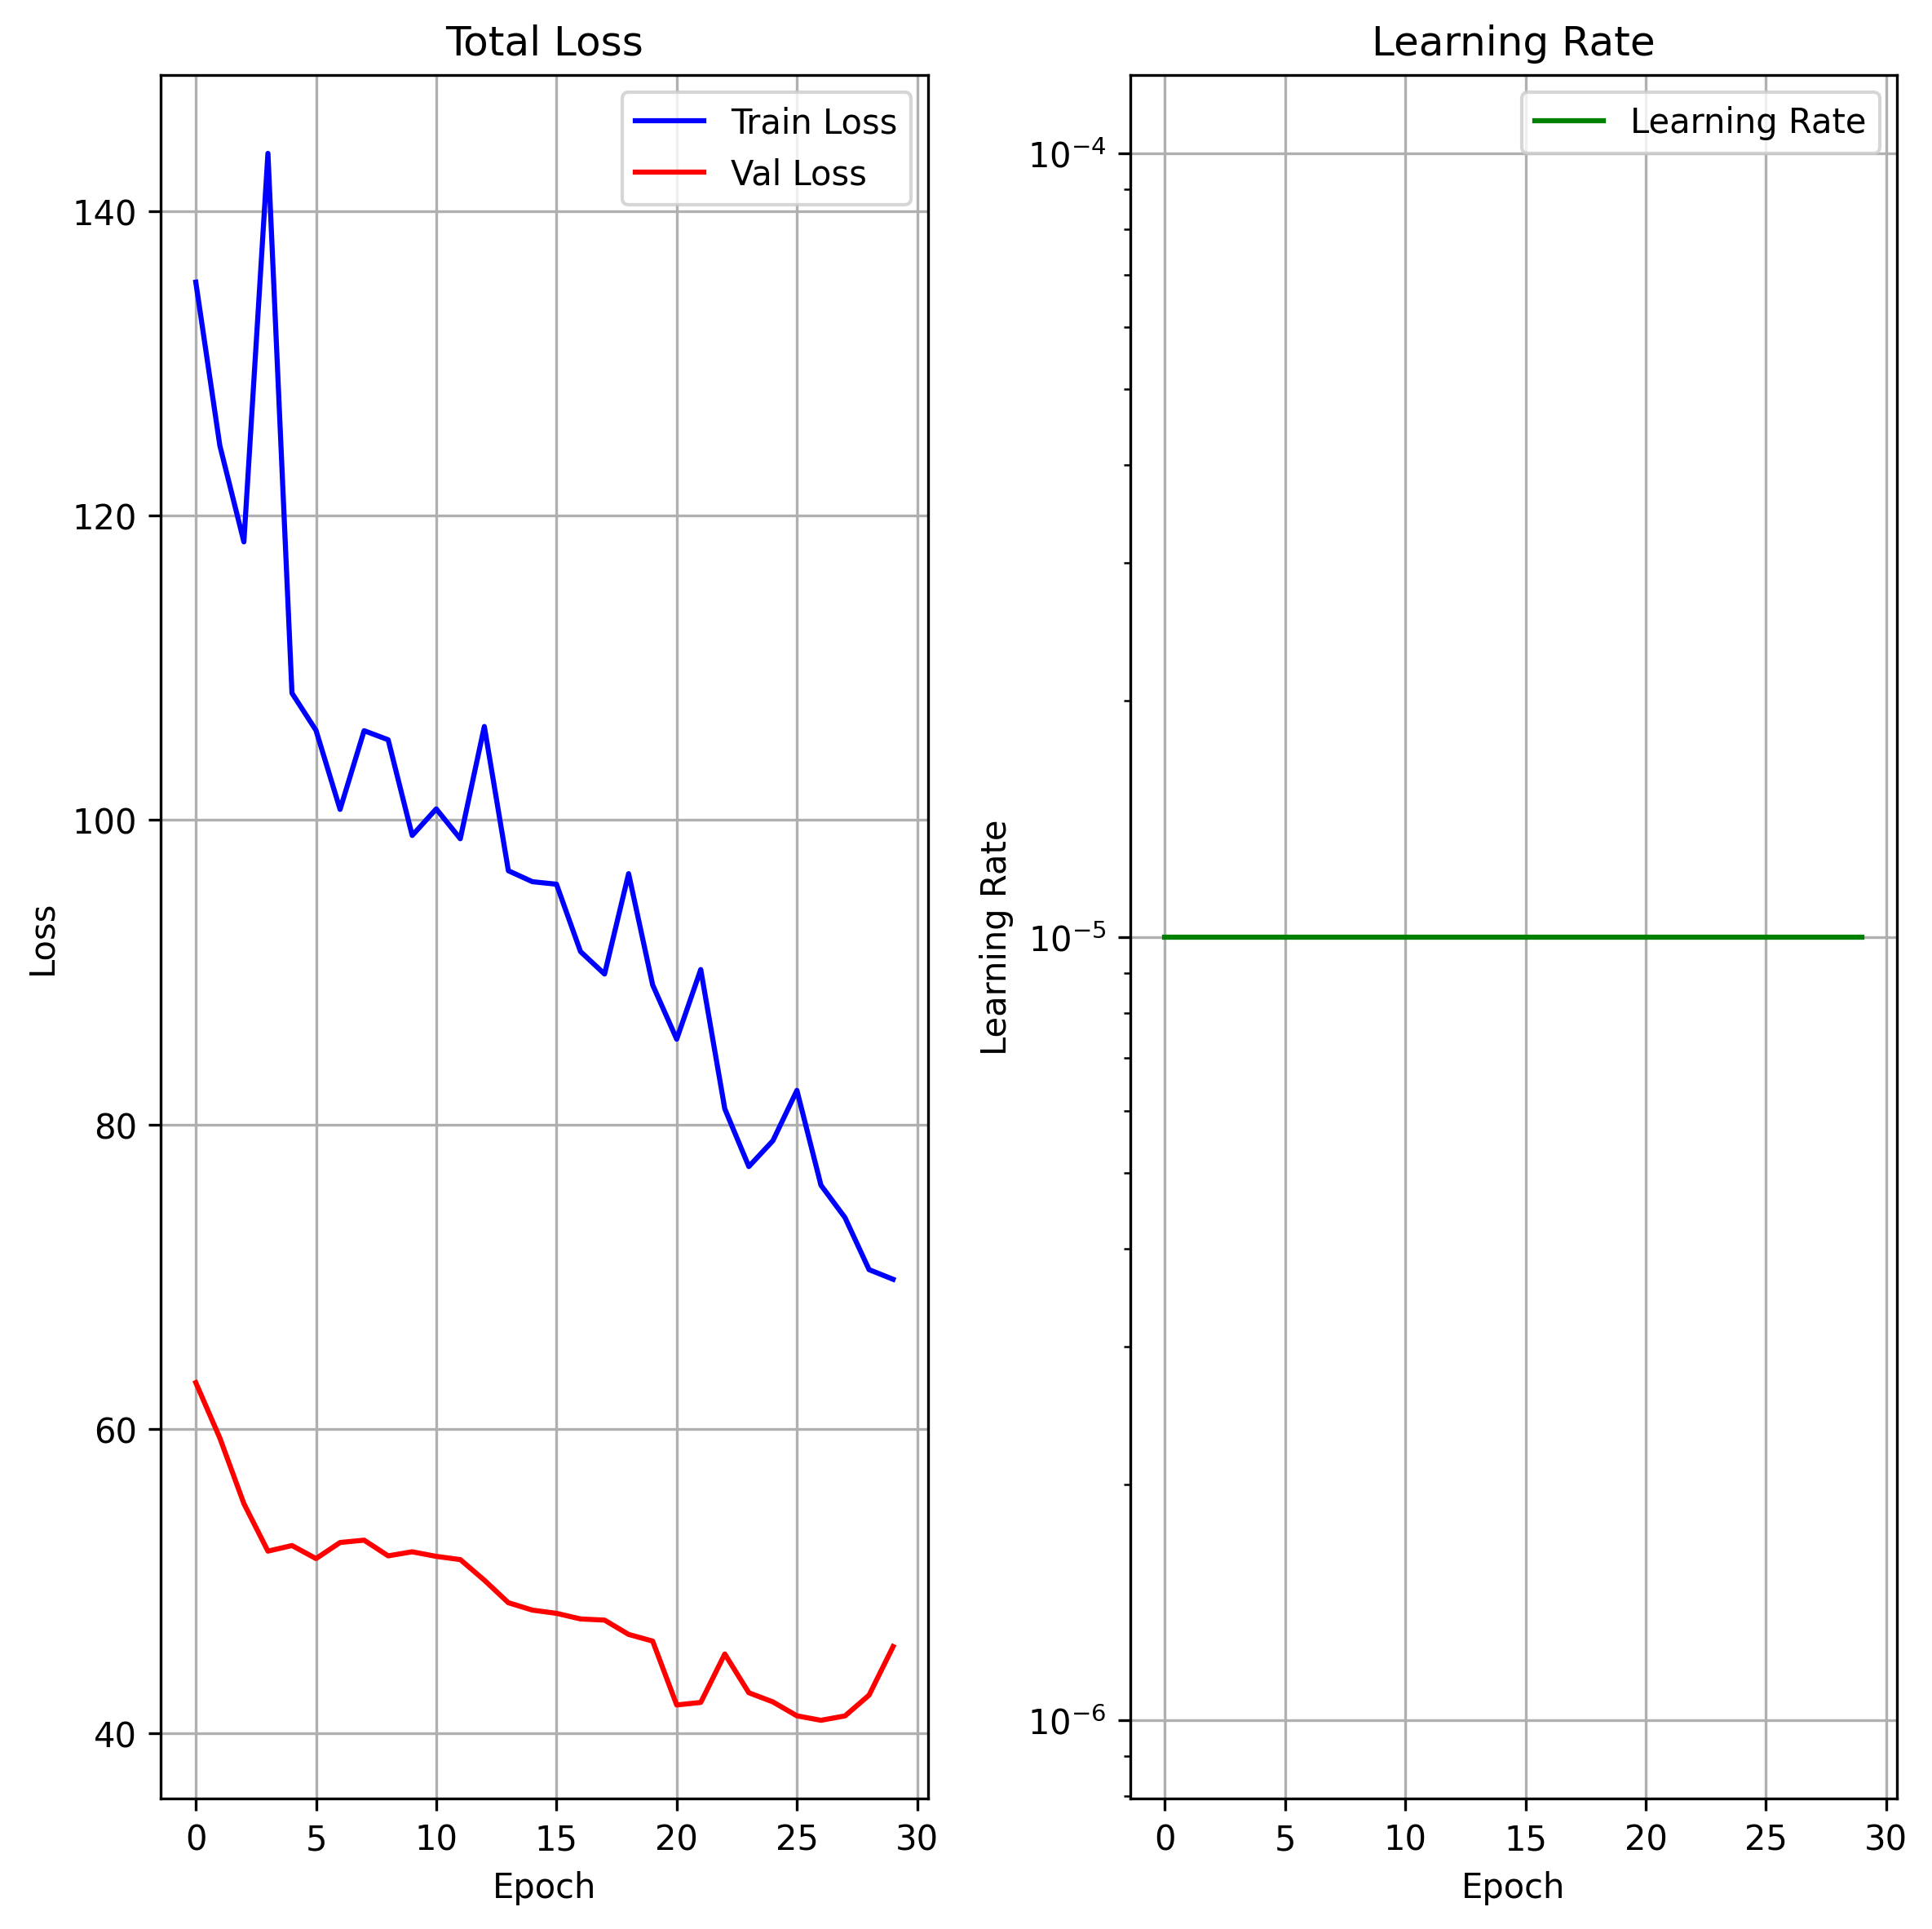 Total Loss
Train Loss
Val Loss
140
120
100
80
60
40
Loss
0 5 10 15 20 25 30
Epoch
Learning Rate
Learning Rate
10⁻⁴
10⁻⁵
10⁻⁶
Learning Rate
0 5 10 15 20 25 30
Epoch